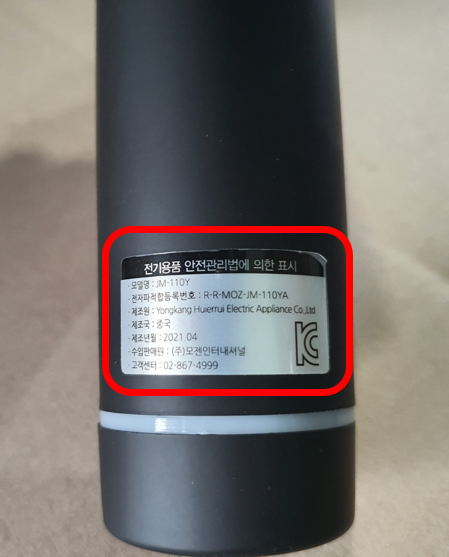 전기용품 안전관리법에 의한 표시
· 모델명 : JM-110Y
· 전자파적합등록번호 : R-R-MOZ-JM-110YA
· 제조원 : Yongkang Huierrui Electric Appliance Co.,Ltd
· 제조국 : 중국
· 제조년월 : 2021.04
· 수입판매원 : (주)모젠인터내셔널
· 고객센터 : 02-867-4999
KC